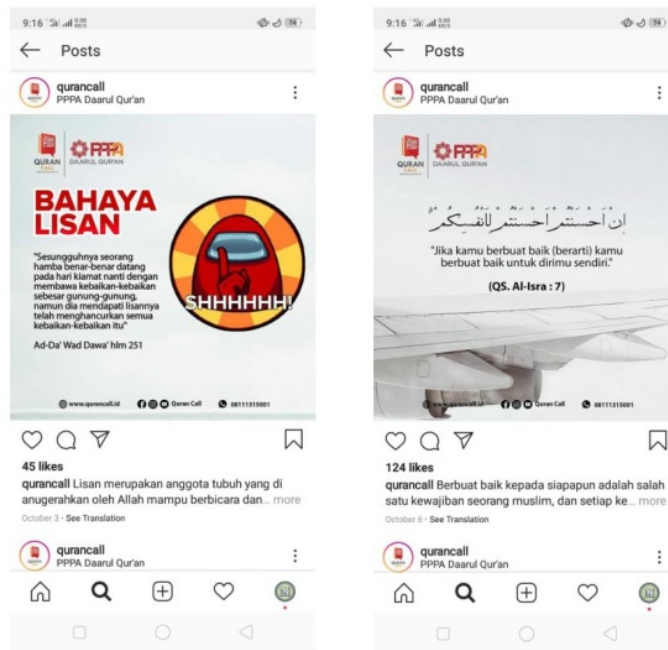 9:16
Posts
qurancall
PPPA Daarul Qur'an
QURAN
CALL
PPPA
DAARUL QURAN
BAHAYA
LISAN
"Sesungguhnya seorang
hamba benar-benar datang
pada hari kiamat nanti dengan
membawa kebaikan-kebaikan
sebesar gunung-gunung,
namun dia mendapati lisannya
telah menghancurkan semua
kebaikan-kebaikan itu"
Ad-Da' Wad Dawa' hlm 251
SHHHHHH!
www.qurancall.id Quran Call 08111315001
45 likes
qurancall Lisan merupakan anggota tubuh yang di
anugerahkan oleh Allah mampu berbicara dan... more
October 3 · See Translation
qurancall
PPPA Daarul Qur'an
9:16
Posts
qurancall
PPPA Daarul Qur'an
QURAN
CALL
PPPA
DAARUL QURAN
اِنْ اَحْسَنْتُمْ اَحْسَنْتُمْ لِاَنْفُسِكُمْ
"Jika kamu berbuat baik (berarti) kamu
berbuat baik untuk dirimu sendiri."
(QS. Al-Isra : 7)
www.qurancall.id Quran Call 08111315001
124 likes
qurancall Berbuat baik kepada siapapun adalah salah
satu kewajiban seorang muslim, dan setiap ke... more
October 6 · See Translation
qurancall
PPPA Daarul Qur'an